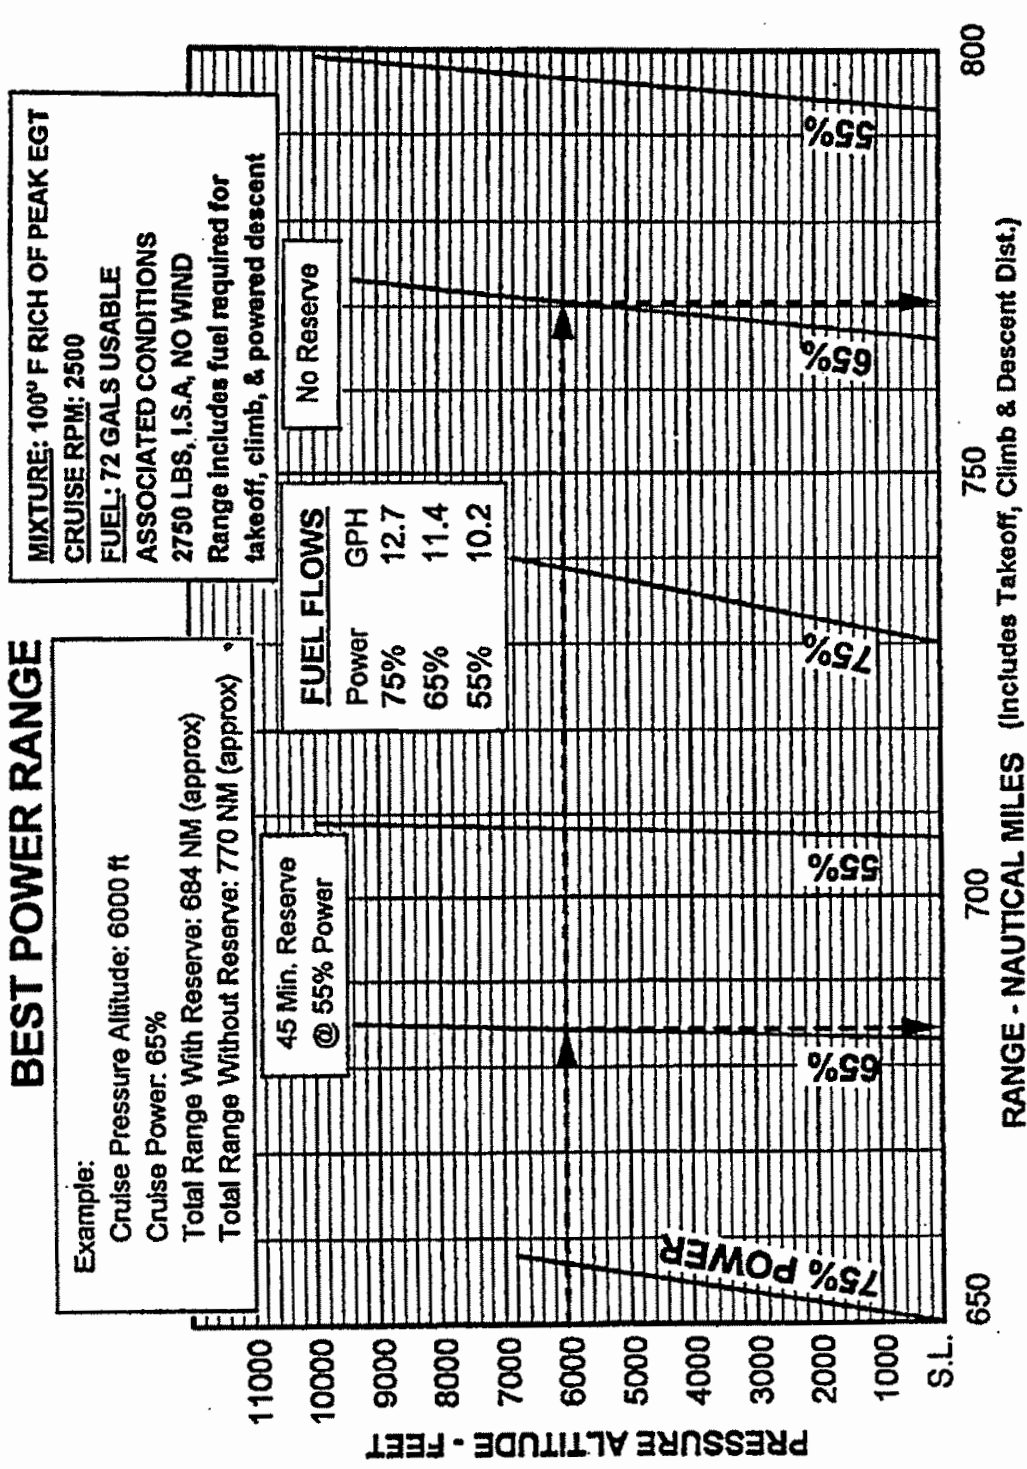 BEST POWER RANGE
Example:
Cruise Pressure Altitude: 6000 ft
Cruise Power: 65%
Total Range With Reserve: 684 NM (approx)
Total Range Without Reserve: 770 NM (approx)
MIXTURE: 100° F RICH OF PEAK EGT
CRUISE RPM: 2500
FUEL: 72 GALS USABLE
ASSOCIATED CONDITIONS
2750 LBS, I.S.A, NO WIND
Range includes fuel required for
takeoff, climb, & powered descent
45 Min. Reserve
@ 55% Power
FUEL FLOWS
Power GPH
75% 12.7
65% 11.4
55% 10.2
No Reserve
PRESSURE ALTITUDE - FEET
11000
10000
9000
8000
7000
6000
5000
4000
3000
2000
1000
S.L.
75% POWER
65%
55%
75%
65%
55%
650
700
750
800
RANGE - NAUTICAL MILES (Includes Takeoff, Climb & Descent Dist.)